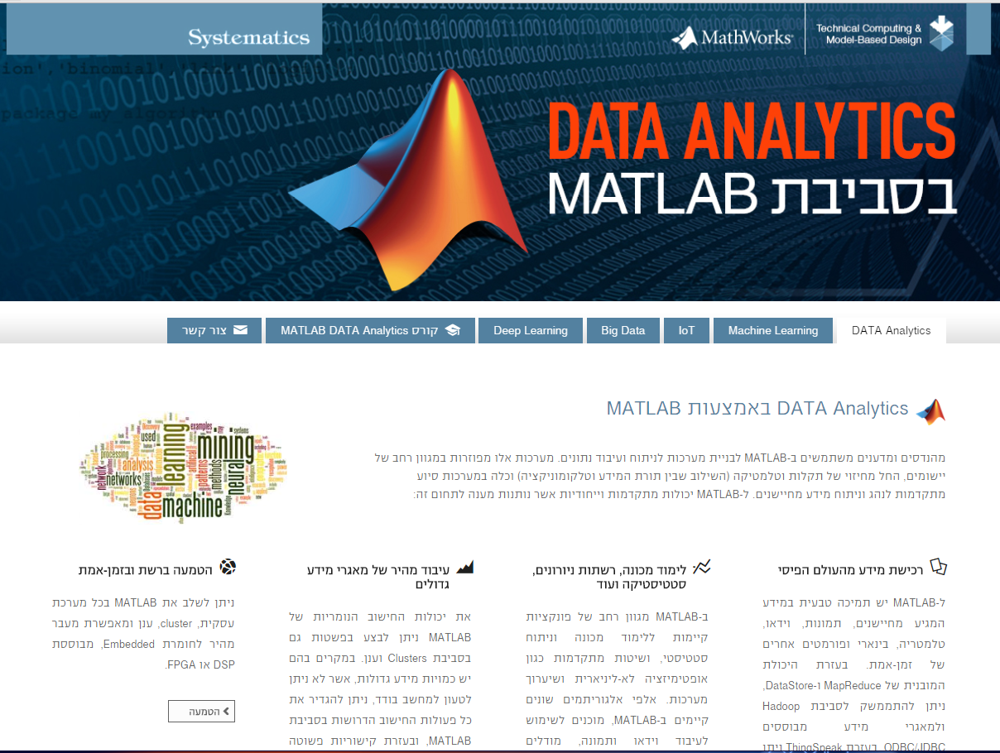 Systematics
MathWorks
Technical Computing &
Model-Based Design
ion','binomial','link','logit'
package my algorithm
DATA ANALYTICS
בסביבת MATLAB
DATA Analytics
Machine Learning
IoT
Big Data
Deep Learning
קורס MATLAB DATA Analytics
צור קשר
DATA Analytics באמצעות MATLAB
מהנדסים ומדענים משתמשים ב-MATLAB לבניית מערכות לניתוח ועיבוד נתונים. מערכות אלו מפוזרות במגוון רחב של
יישומים, החל מחיזוי של תקלות וטלמטיקה (השילוב שבין תורת המידע וטלקומוניקציה) וכלה במערכות סיוע
מתקדמות לנהג וניתוח מידע מחיישנים. ל-MATLAB יכולות מתקדמות וייחודיות אשר נותנות מענה לתחום זה:
learning
mining
used
examples
systems
processing
analysis
networks
network
data
machine
neural
methods
patterns
artificial
discovery
רכישת מידע מהעולם הפיסי
ל-MATLAB יש תמיכה טבעית במידע
המגיע מחיישנים, תמונות, וידאו,
טלמטריה, בינארי ופורמטים אחרים
של זמן-אמת. בעזרת היכולת
המובנית של MapReduce ו-DataStore,
ניתן להתממשק לסביבת Hadoop
ולמאגרי מידע מבוססים
ODBC/JDBC. בעזרת ThingSpeak ניתן
לימוד מכונה, רשתות ניורונים,
סטטיסטיקה ועוד
ב-MATLAB מגוון רחב של פונקציות
קיימות ללימוד מכונה וניתוח
סטטיסטי, ושיטות מתקדמות כגון
אופטימיזציה לא-ליניארית ושיערוך
מערכות. אלפי אלגוריתמים שונים
קיימים ב-MATLAB, מוכנים לשימוש
לעיבוד וידאו ותמונה, מודלים
עיבוד מהיר של מאגרי מידע
גדולים
את יכולות החישוב הנומריות של
MATLAB ניתן לבצע בפשטות גם
בסביבת Clusters וענן. במקרים בהם
יש כמויות מידע גדולות, אשר לא ניתן
לטעון למחשב בודד, ניתן להגדיר את
כל פעולות החישוב הדרושות בסביבת
MATLAB, ובעזרת קישוריות פשוטה
הטמעה ברשת ובזמן-אמת
ניתן לשלב את MATLAB בכל מערכת
עסקית, cluster, ענן ומאפשרת מעבר
מהיר לחומרת Embedded, מבוססת
DSP או FPGA.
הטמעה